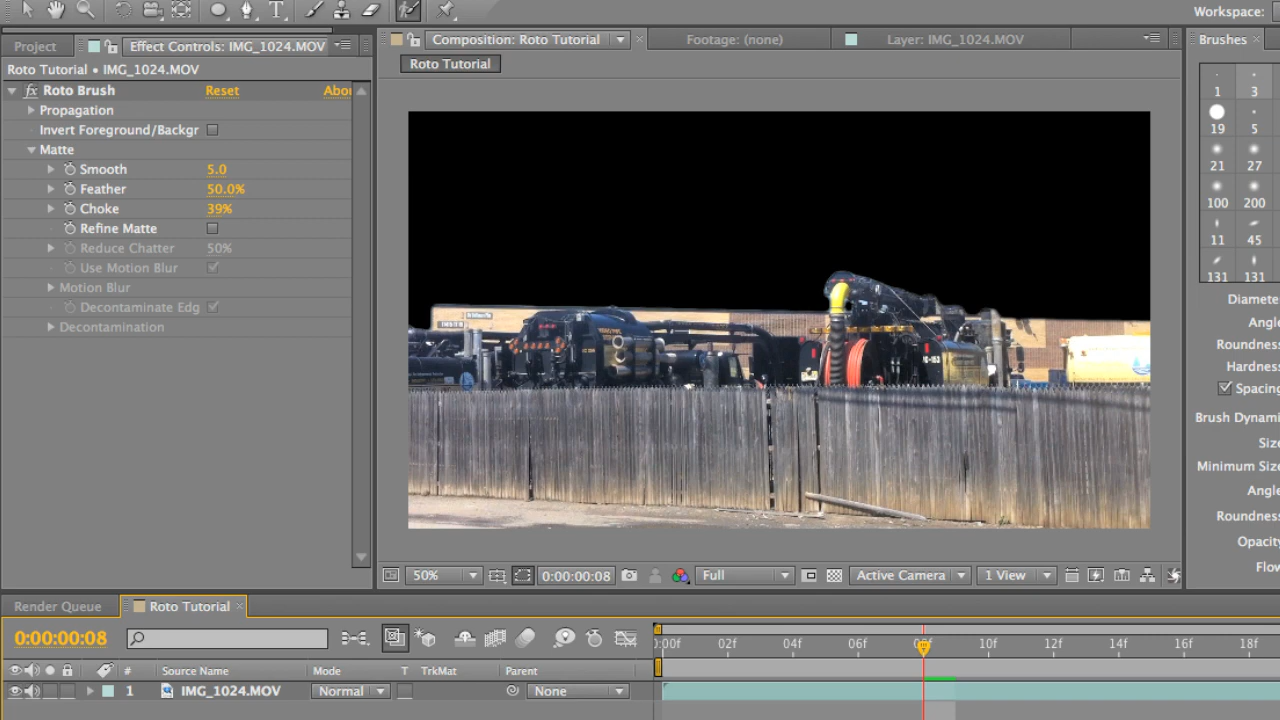 Workspace:
Project
Effect Controls: IMG_1024.MOV
Composition: Roto Tutorial
Footage: (none)
Layer: IMG_1024.MOV
Brushes
Roto Tutorial • IMG_1024.MOV
Roto Tutorial
fx Roto Brush Reset Abou
Propagation
Invert Foreground/Backgr
Matte
Smooth 5.0
Feather 50.0%
Choke 39%
Refine Matte
Reduce Chatter 50%
Use Motion Blur
Motion Blur
Decontaminate Edg
Decontamination
1 3
19 5
21 27
100 200
11 45
131 131
Diamete
Angle
Roundness
Hardness
Spacing
Brush Dynami
Size
Minimum Size
Angle
Roundness
Opacity
Flow
50% 0:00:00:08 Full Active Camera 1 View
Render Queue
Roto Tutorial
0:00:00:08
0:00f 02f 04f 06f 10f 12f 14f 16f 18f
# Source Name Mode T TrkMat Parent
1 IMG_1024.MOV Normal None